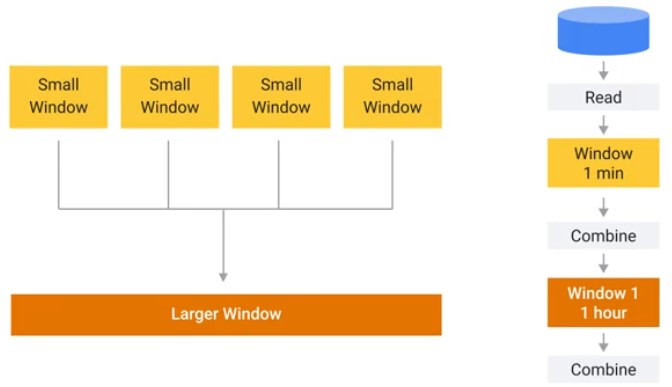 Small
Window
Small
Window
Small
Window
Small
Window
Larger Window
Read
Window
1 min
Combine
Window 1
1 hour
Combine